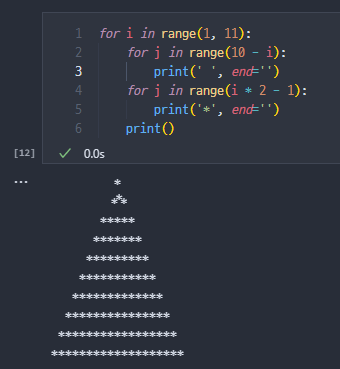 1 for i in range(1, 11):
2     for j in range(10 - i):
3         print(' ', end='')
4     for j in range(i * 2 - 1):
5         print('*', end='')
6     print()
[12] ✓ 0.0s
...          *
        ***
       *****
      *******
     *********
    ***********
   *************
  ***************
 *****************
*******************